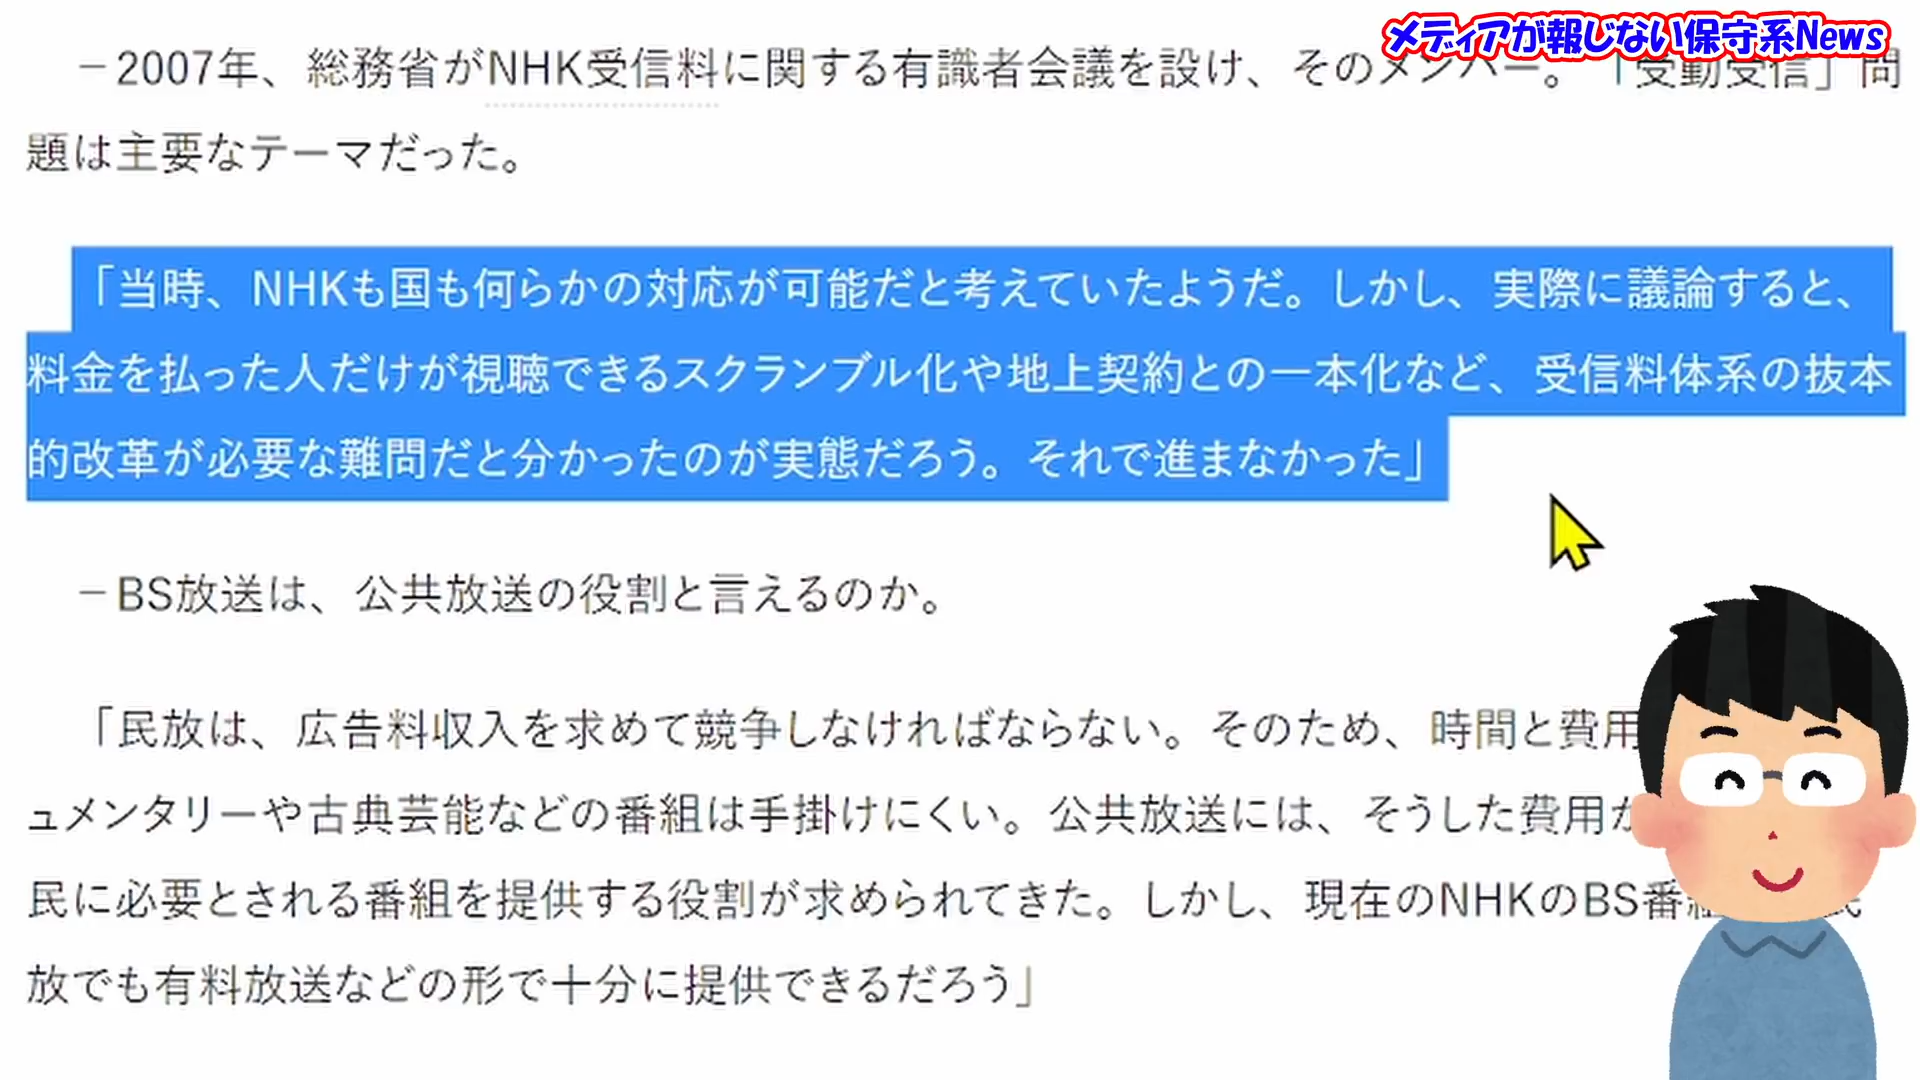 メディアが報じない保守系News
－2007年、総務省がNHK受信料に関する有識者会議を設け、そのメンバー。「受動受信」問
題は主要なテーマだった。
「当時、NHKも国も何らかの対応が可能だと考えていたようだ。しかし、実際に議論すると、
料金を払った人だけが視聴できるスクランブル化や地上契約との一本化など、受信料体系の抜本
的改革が必要な難問だと分かったのが実態だろう。それで進まなかった」
－BS放送は、公共放送の役割と言えるのか。
「民放は、広告料収入を求めて競争しなければならない。そのため、時間と費用
ュメンタリーや古典芸能などの番組は手掛けにくい。公共放送には、そうした費用が
民に必要とされる番組を提供する役割が求められてきた。しかし、現在のNHKのBS番組
放でも有料放送などの形で十分に提供できるだろう」